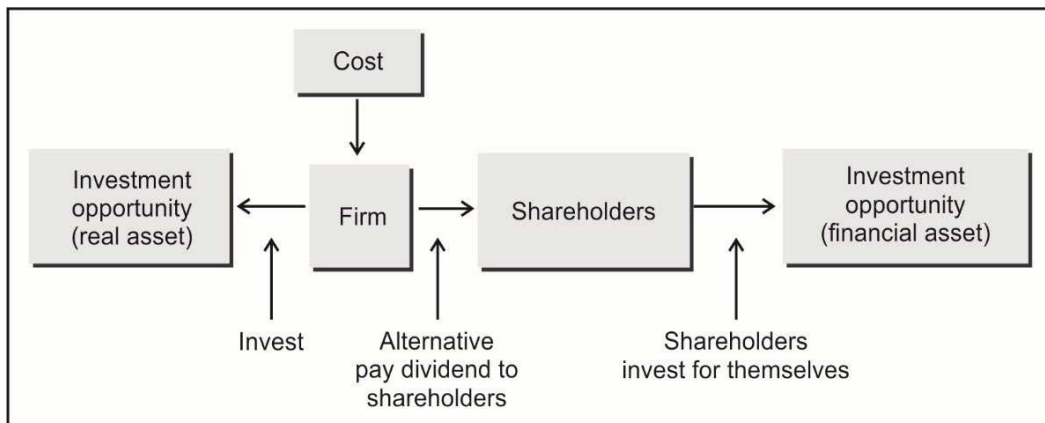 Cost
Investment
opportunity
(real asset)
Firm
Shareholders
Investment
opportunity
(financial asset)
Invest
Alternative
pay dividend to
shareholders
Shareholders
invest for themselves